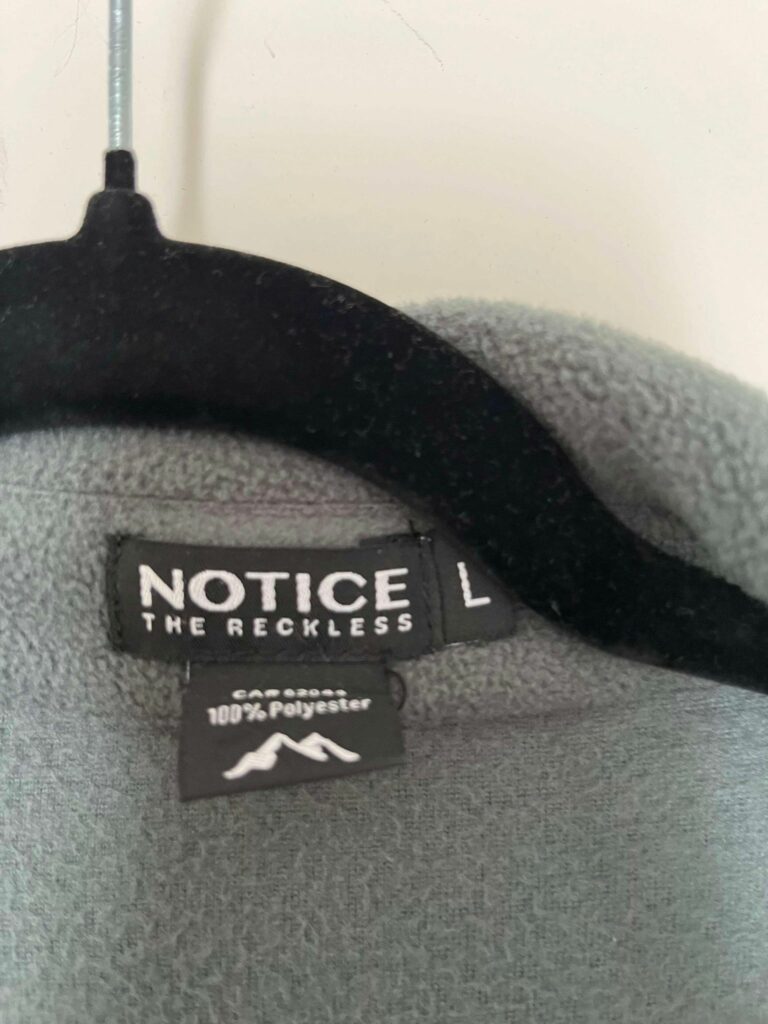 NOTICE
THE RECKLESS
L
100% Polyester